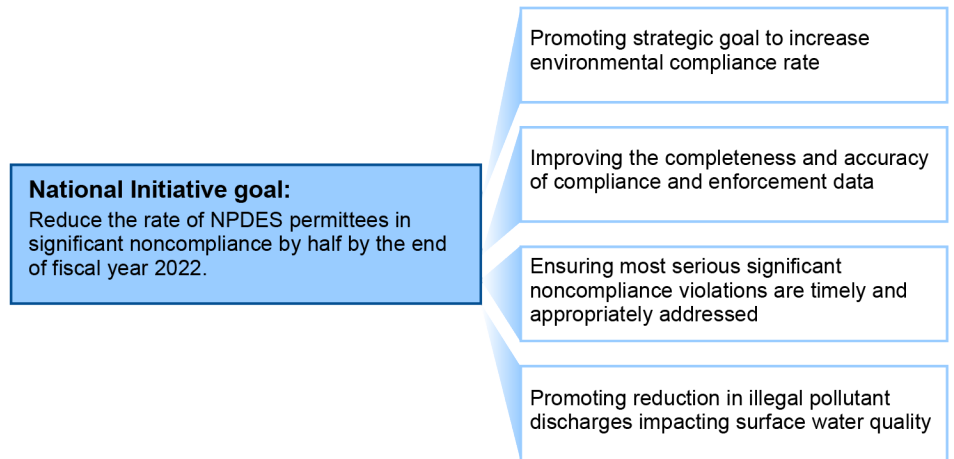 Promoting strategic goal to increase
environmental compliance rate
Improving the completeness and accuracy
of compliance and enforcement data
National Initiative goal:
Reduce the rate of NPDES permittees in
significant noncompliance by half by the end
of fiscal year 2022.
Ensuring most serious significant
noncompliance violations are timely and
appropriately addressed
Promoting reduction in illegal pollutant
discharges impacting surface water quality